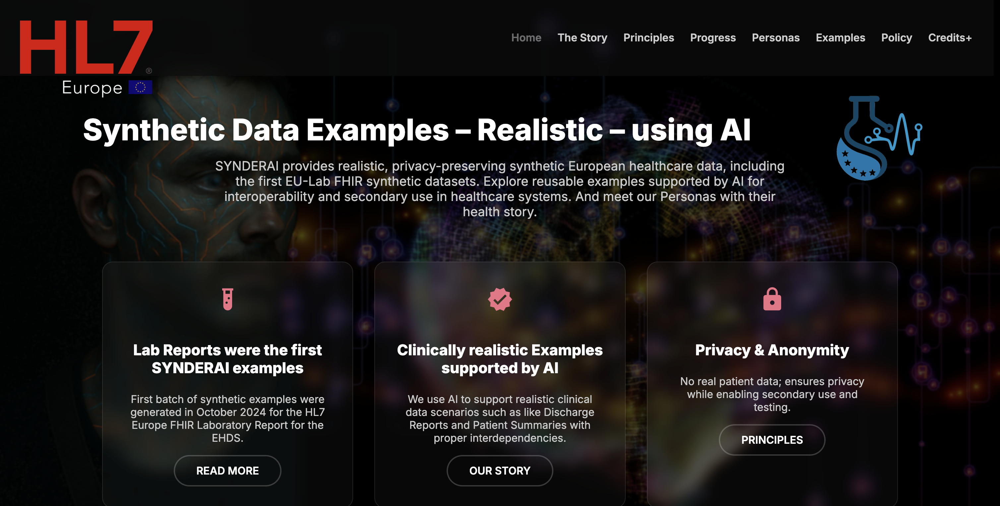 HL7®
Europe
Home The Story Principles Progress Personas Examples Policy Credits+
Synthetic Data Examples – Realistic – using AI
SYNDERAI provides realistic, privacy-preserving synthetic European healthcare data, including
the first EU-Lab FHIR synthetic datasets. Explore reusable examples supported by AI for
interoperability and secondary use in healthcare systems. And meet our Personas with their
health story.
Lab Reports were the first
SYNDERAI examples
First batch of synthetic examples were
generated in October 2024 for the HL7
Europe FHIR Laboratory Report for the
EHDS.
READ MORE
Clinically realistic Examples
supported by AI
We use AI to support realistic clinical
data scenarios such as like Discharge
Reports and Patient Summaries with
proper interdependencies.
OUR STORY
Privacy & Anonymity
No real patient data; ensures privacy
while enabling secondary use and
testing.
PRINCIPLES